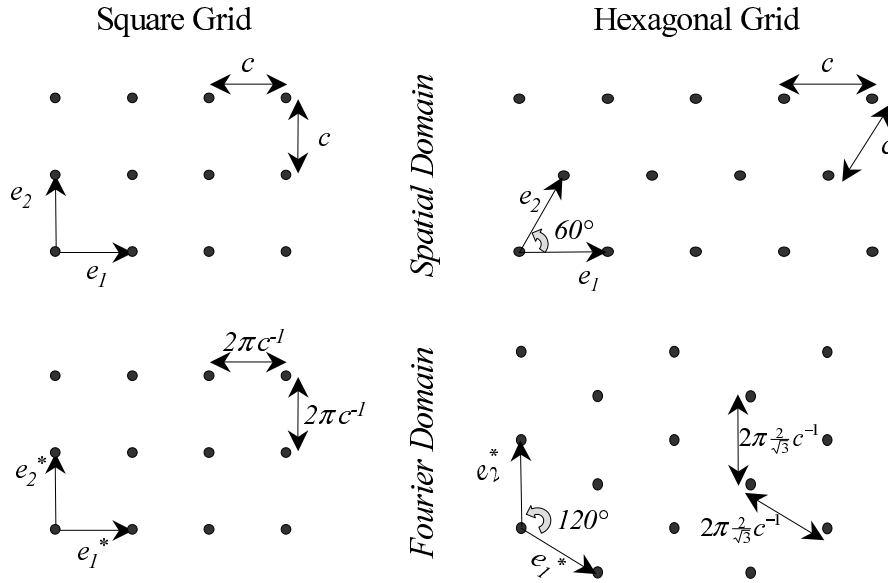 Square Grid
Hexagonal Grid
Spatial Domain
Fourier Domain
c
c
e₂
e₁
c
c
e₂
60°
e₁
2πc⁻¹
2πc⁻¹
e₂*
e₁*
e₂*
120°
e₁*
2π 2/√3 c⁻¹
2π 2/√3 c⁻¹